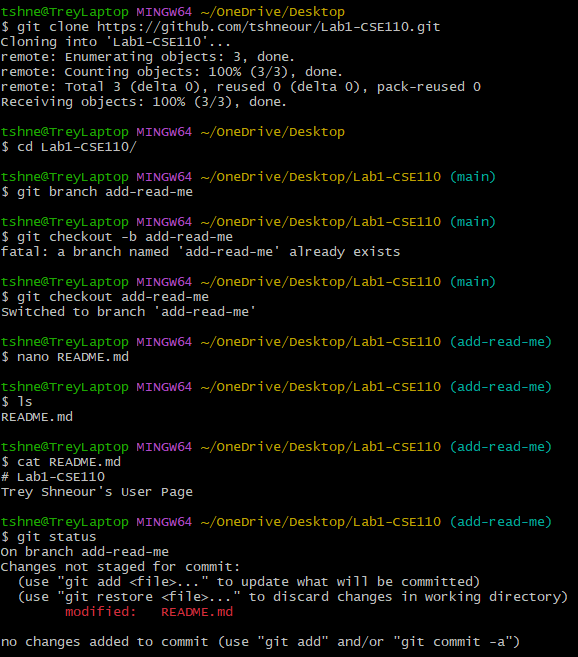 tshne@TreyLaptop MINGW64 ~/OneDrive/Desktop
$ git clone https://github.com/tshneour/Lab1-CSE110.git
Cloning into 'Lab1-CSE110'...
remote: Enumerating objects: 3, done.
remote: Counting objects: 100% (3/3), done.
remote: Total 3 (delta 0), reused 0 (delta 0), pack-reused 0
Receiving objects: 100% (3/3), done.

tshne@TreyLaptop MINGW64 ~/OneDrive/Desktop
$ cd Lab1-CSE110/

tshne@TreyLaptop MINGW64 ~/OneDrive/Desktop/Lab1-CSE110 (main)
$ git branch add-read-me

tshne@TreyLaptop MINGW64 ~/OneDrive/Desktop/Lab1-CSE110 (main)
$ git checkout -b add-read-me
fatal: a branch named 'add-read-me' already exists

tshne@TreyLaptop MINGW64 ~/OneDrive/Desktop/Lab1-CSE110 (main)
$ git checkout add-read-me
Switched to branch 'add-read-me'

tshne@TreyLaptop MINGW64 ~/OneDrive/Desktop/Lab1-CSE110 (add-read-me)
$ nano README.md

tshne@TreyLaptop MINGW64 ~/OneDrive/Desktop/Lab1-CSE110 (add-read-me)
$ ls
README.md

tshne@TreyLaptop MINGW64 ~/OneDrive/Desktop/Lab1-CSE110 (add-read-me)
$ cat README.md
# Lab1-CSE110
Trey Shneour's User Page

tshne@TreyLaptop MINGW64 ~/OneDrive/Desktop/Lab1-CSE110 (add-read-me)
$ git status
On branch add-read-me
Changes not staged for commit:
  (use "git add <file>..." to update what will be committed)
  (use "git restore <file>..." to discard changes in working directory)
        modified:   README.md

no changes added to commit (use "git add" and/or "git commit -a")